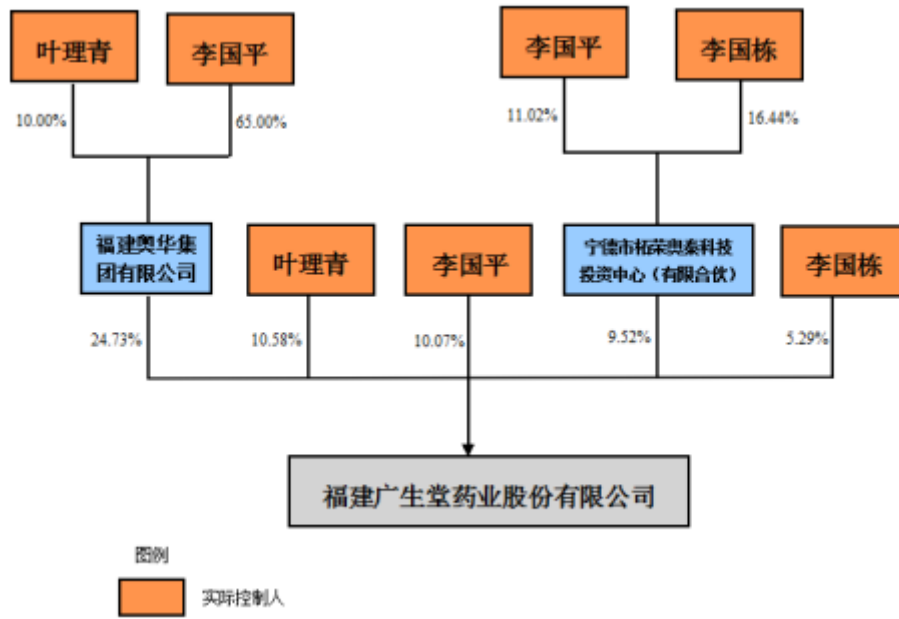 叶理青
李国平
李国平
李国栋
10.00%
65.00%
11.02%
16.44%
福建奥华集
团有限公司
叶理青
李国平
宁德市柘荣奥泰科技
投资中心（有限合伙）
李国栋
24.73%
10.58%
10.07%
9.52%
5.29%
福建广生堂药业股份有限公司
图例
实际控制人